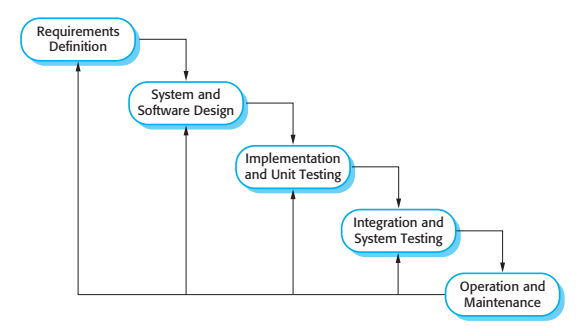 Requirements
Definition
System and
Software Design
Implementation
and Unit Testing
Integration and
System Testing
Operation and
Maintenance